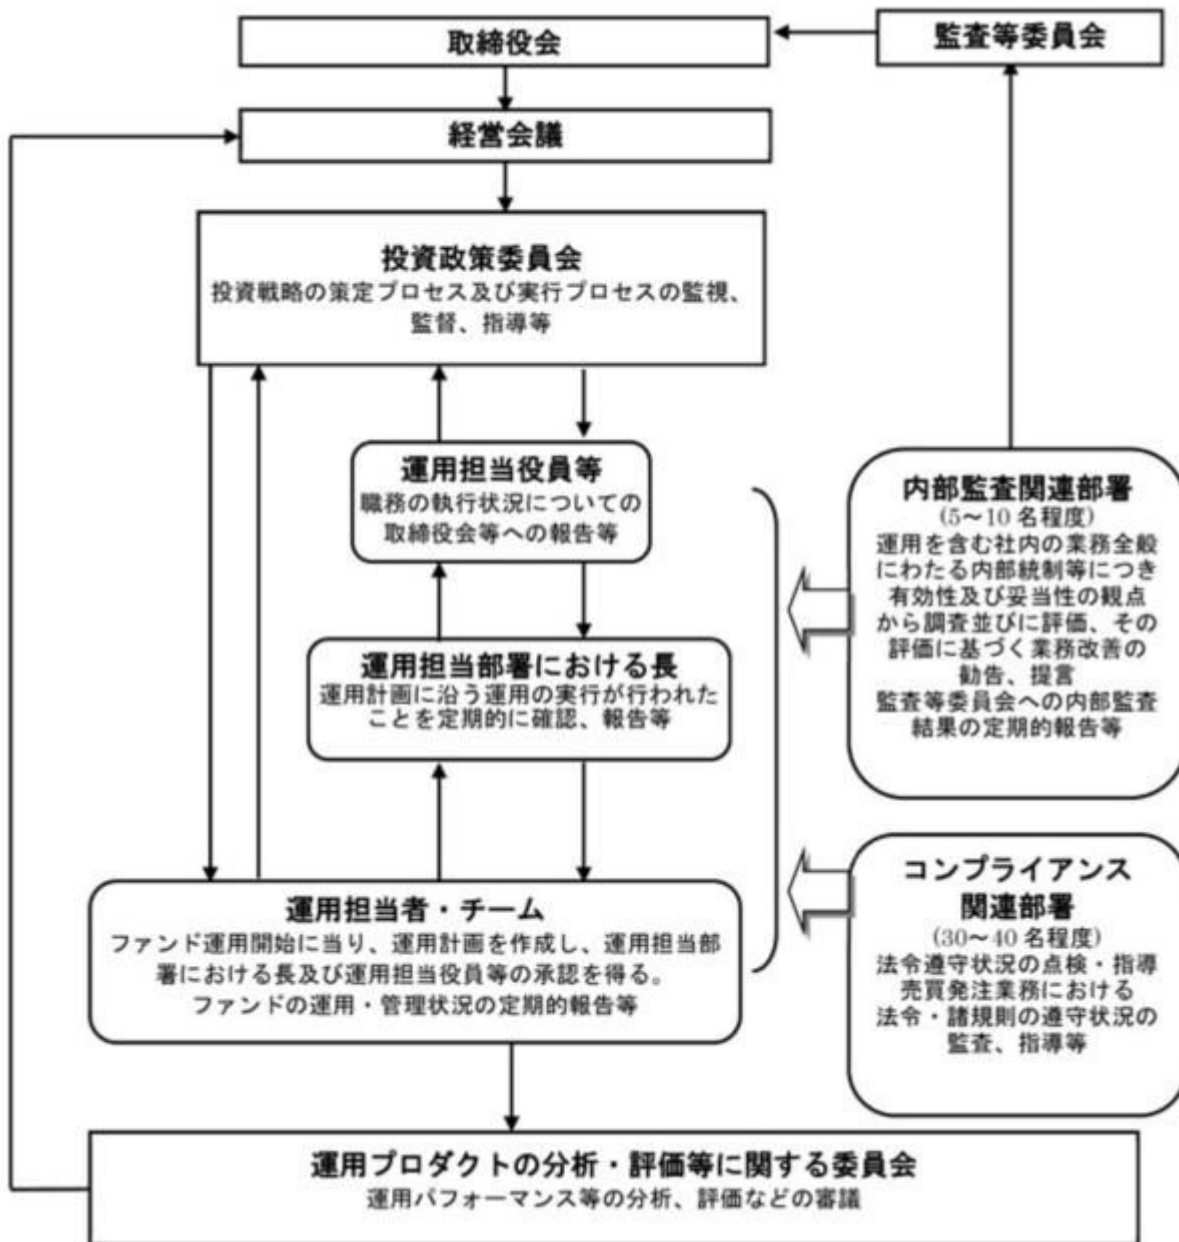 取締役会
監査等委員会
経営会議
投資政策委員会
投資戦略の策定プロセス及び実行プロセスの監視、
監督、指導等
運用担当役員等
職務の執行状況についての
取締役会等への報告等
運用担当部署における長
運用計画に沿う運用の実行が行われた
ことを定期的に確認、報告等
運用担当者・チーム
ファンド運用開始に当り、運用計画を作成し、運用担当部
署における長及び運用担当役員等の承認を得る。
ファンドの運用・管理状況の定期的報告等
内部監査関連部署
(5～10 名程度)
運用を含む社内の業務全般
にわたる内部統制等につき
有効性及び妥当性の観点
から調査並びに評価、その
評価に基づく業務改善の
勧告、提言
監査等委員会への内部監査
結果の定期的報告等
コンプライアンス
関連部署
(30～40 名程度)
法令遵守状況の点検・指導
売買発注業務における
法令・諸規則の遵守状況の
監査、指導等
運用プロダクトの分析・評価等に関する委員会
運用パフォーマンス等の分析、評価などの審議